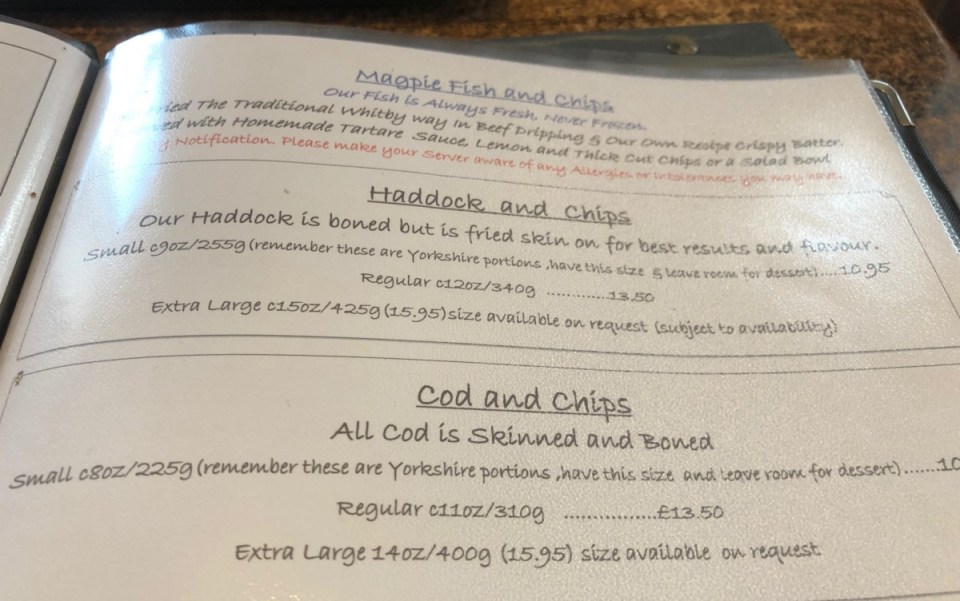 Magpie Fish and Chips
Our Fish is Always Fresh, Never Frozen.
The Traditional Whitby way in Beef Dripping & Our Own Recipe Crispy Batter.
with Homemade Tartare Sauce, Lemon and Thick Cut Chips or a Salad Bowl
Notification. Please make your Server aware of any Allergies or Intolerances you may have.
Haddock and Chips
Our Haddock is boned but is fried skin on for best results and flavour.
Small c9oz/255g (remember these are Yorkshire portions ,have this size & leave room for dessert)....10.95
Regular c12oz/340g ............13.50
Extra Large c15oz/425g (15.95) size available on request (subject to availability)
Cod and Chips
All Cod is Skinned and Boned
Small c8oz/225g (remember these are Yorkshire portions ,have this size and leave room for dessert).......10
Regular c11oz/310g ................£13.50
Extra Large 14oz/400g (15.95) size available on request